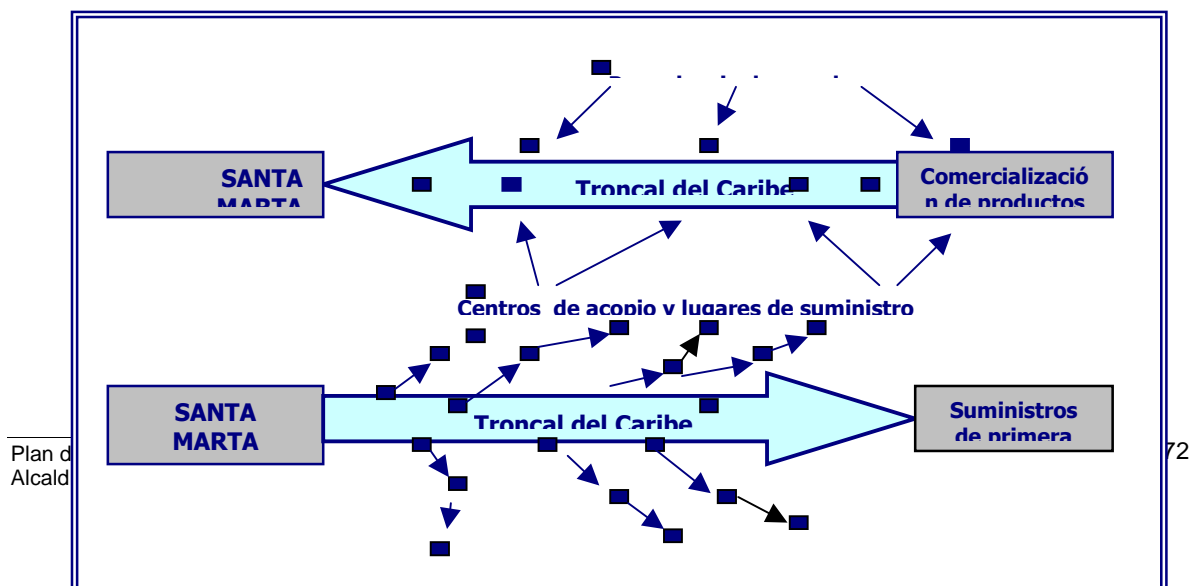 SANTA
MARTA
Troncal del Caribe
Comercializació
n de productos
Centros de acopio y lugares de suministro
SANTA
MARTA
Troncal del Caribe
Suministros
de primera
Plan d
Alcald
72